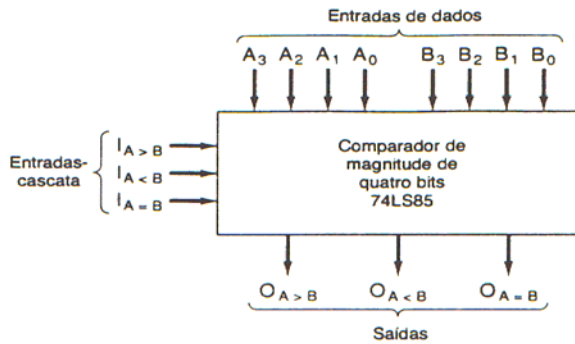 Entradas de dados
A3 A2 A1 A0 B3 B2 B1 B0
Entradas-
cascata
IA > B
IA < B
IA = B
Comparador de
magnitude de
quatro bits
74LS85
OA > B OA < B OA = B
Saídas